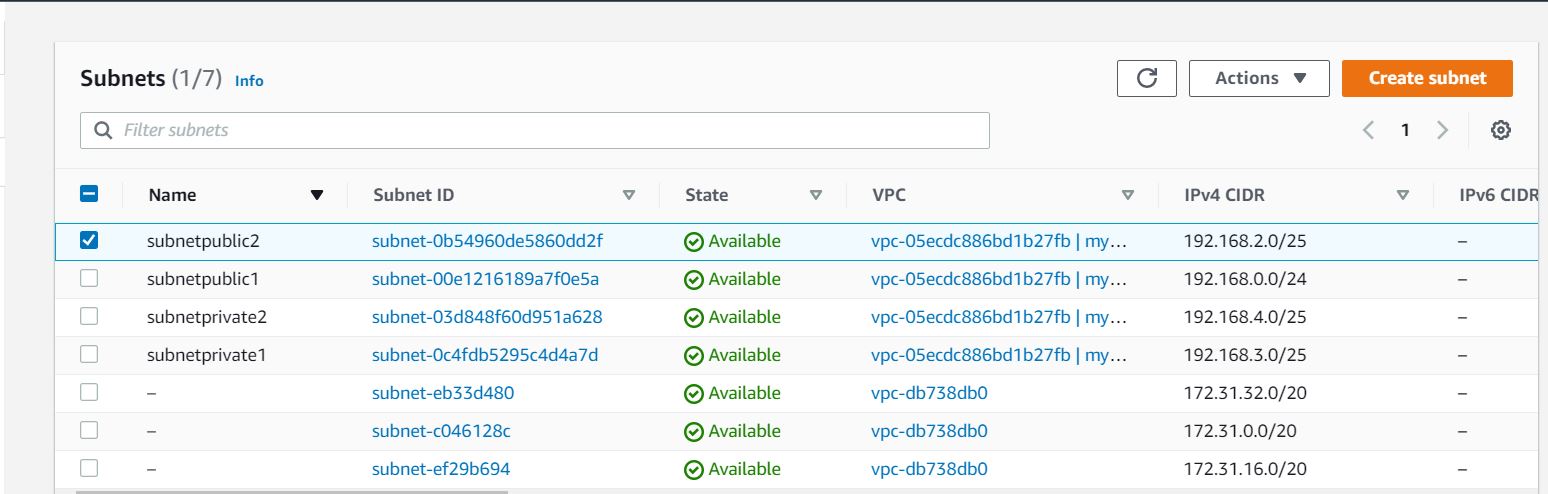 Subnets (1/7) Info
Actions
Create subnet
Filter subnets
1
Name Subnet ID State VPC IPv4 CIDR IPv6 CIDR
subnetpublic2 subnet-0b54960de5860dd2f Available vpc-05ecdc886bd1b27fb | my... 192.168.2.0/25 –
subnetpublic1 subnet-00e1216189a7f0e5a Available vpc-05ecdc886bd1b27fb | my... 192.168.0.0/24 –
subnetprivate2 subnet-03d848f60d951a628 Available vpc-05ecdc886bd1b27fb | my... 192.168.4.0/25 –
subnetprivate1 subnet-0c4fdb5295c4d4a7d Available vpc-05ecdc886bd1b27fb | my... 192.168.3.0/25 –
– subnet-eb33d480 Available vpc-db738db0 172.31.32.0/20 –
– subnet-c046128c Available vpc-db738db0 172.31.0.0/20 –
– subnet-ef29b694 Available vpc-db738db0 172.31.16.0/20 –